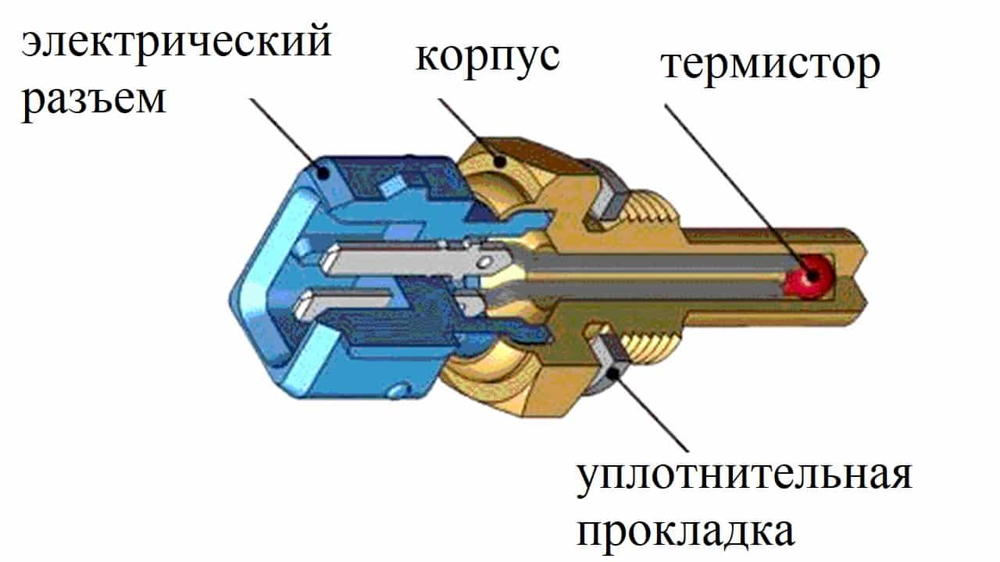 электрический
разъем
корпус
термистор
уплотнительная
прокладка